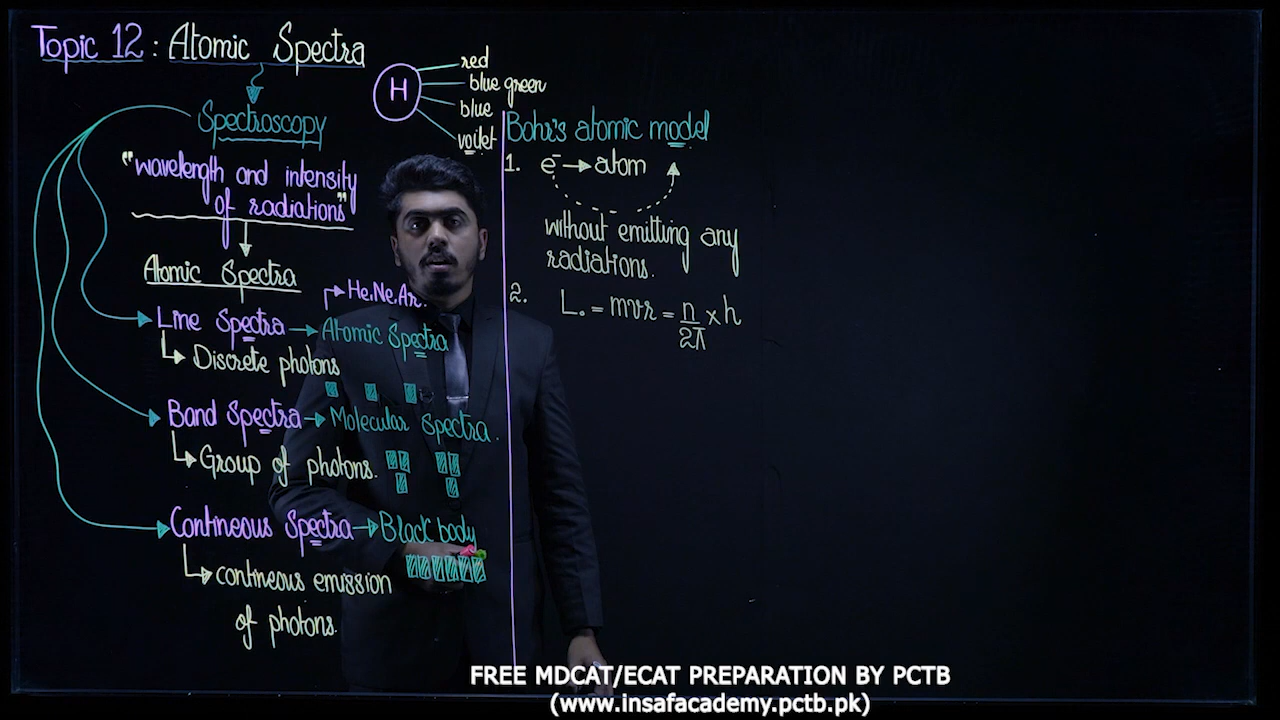 Topic 12 : Atomic Spectra
Spectroscopy
"wavelength and intensity
of radiations"
Atomic Spectra
He, Ne, Ar.
Line Spectra → Atomic Spectra
Discrete photons
Band Spectra → Molecular Spectra.
Group of photons.
Contineous Spectra → Black body
contineous emission
of photons.
H
red
blue green
blue
voilet
Bohr's atomic model
1. e⁻ → atom
without emitting any
radiations.
2. L. = mvr = n/2π × h
FREE MDCAT/ECAT PREPARATION BY PCTB
(www.insafacademy.pctb.pk)